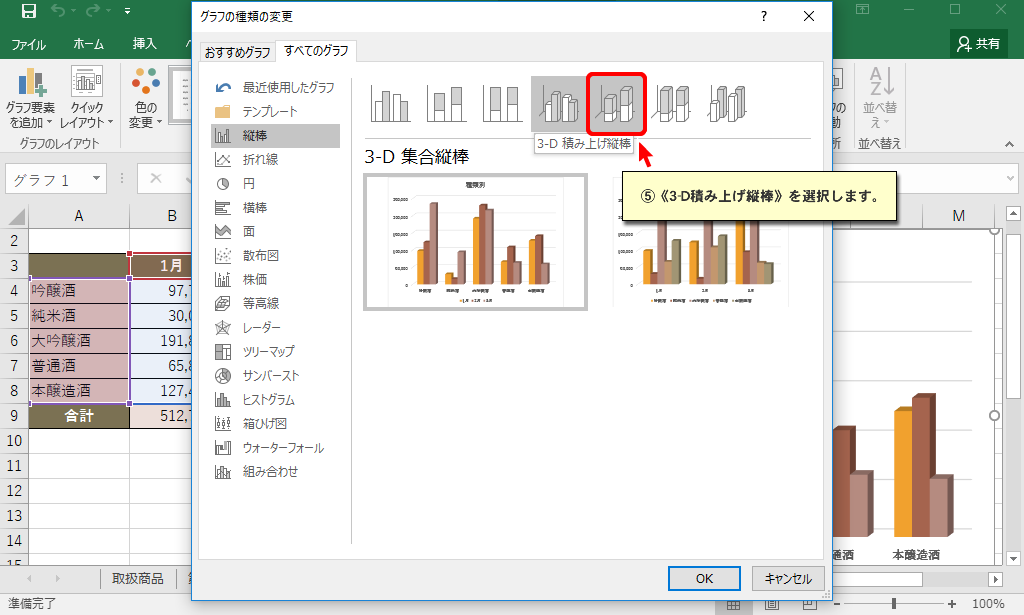 グラフの種類の変更
?
ファイル
ホーム
挿入
共有
おすすめグラフ
すべてのグラフ
グラフ要素
を追加
クイック
レイアウト
色の
変更
グラフのレイアウト
並べ替
え
並べ替え
グラフ 1
最近使用したグラフ
テンプレート
縦棒
折れ線
円
横棒
面
散布図
株価
等高線
レーダー
ツリーマップ
サンバースト
ヒストグラム
箱ひげ図
ウォーターフォール
組み合わせ
3-D 積み上げ縦棒
3-D 集合縦棒
種類別
⑤《3-D積み上げ縦棒》を選択します。
A
B
M
2
3
1月
4
吟醸酒
97,7
5
純米酒
30,0
6
大吟醸酒
191,8
7
普通酒
65,8
8
本醸造酒
127,4
9
合計
512,7
10
11
12
13
14
15
本醸造酒
取扱商品
OK
キャンセル
準備完了
100%